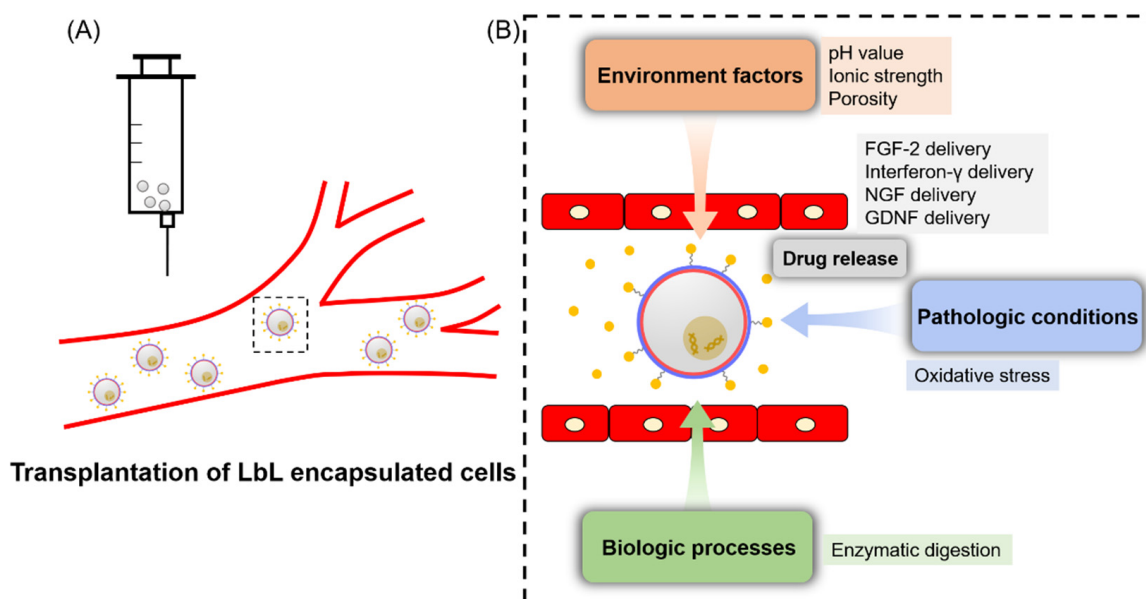 (A)
Transplantation of LbL encapsulated cells
(B)
Environment factors
pH value
Ionic strength
Porosity
FGF-2 delivery
Interferon-γ delivery
NGF delivery
GDNF delivery
Drug release
Pathologic conditions
Oxidative stress
Biologic processes
Enzymatic digestion